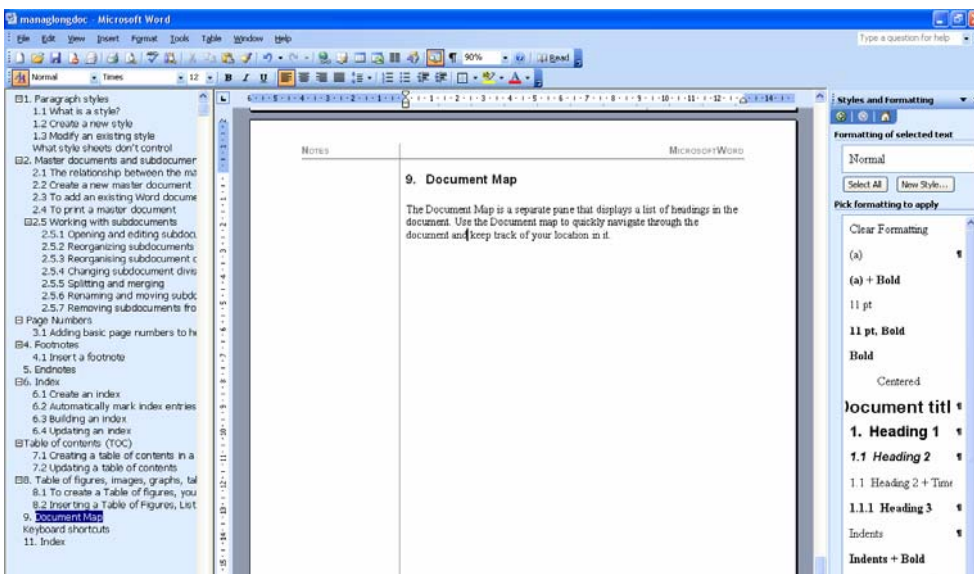 managlongdoc - Microsoft Word
File Edit View Insert Format Tools Table Window Help
Type a question for help
90%
Read
Normal
Times
12
B I U
1. Paragraph styles
1.1 What is a style?
1.2 Create a new style
1.3 Modify an existing style
What style sheets don't control
2. Master documents and subdocumer
2.1 The relationship between the ma
2.2 Create a new master document
2.3 To add an existing Word docume
2.4 To print a master document
2.5 Working with subdocuments
2.5.1 Opening and editing subdocu
2.5.2 Reorganizing subdocuments
2.5.3 Reorganising subdocument c
2.5.4 Changing subdocument divis
2.5.5 Splitting and merging
2.5.6 Renaming and moving subdc
2.5.7 Removing subdocuments fro
Page Numbers
3.1 Adding basic page numbers to he
4. Footnotes
4.1 Insert a footnote
5. Endnotes
6. Index
6.1 Create an index
6.2 Automatically mark index entries
6.3 Building an index
6.4 Updating an index
Table of contents (TOC)
7.1 Creating a table of contents in a
7.2 Updating a table of contents
8. Table of figures, images, graphs, tal
8.1 To create a Table of figures, you
8.2 Inserting a Table of Figures, List
9. Document Map
Keyboard shortcuts
11. Index
NOTES
MICROSOFTWORD
9. Document Map
The Document Map is a separate pane that displays a list of headings in the
document. Use the Document map to quickly navigate through the
document and keep track of your location in it.
Styles and Formatting
Formatting of selected text
Normal
Select All
New Style...
Pick formatting to apply
Clear Formatting
(a)
(a) + Bold
11 pt
11 pt, Bold
Bold
Centered
Document titl
1. Heading 1
1.1 Heading 2
1.1 Heading 2 + Time
1.1.1 Heading 3
Indents
Indents + Bold